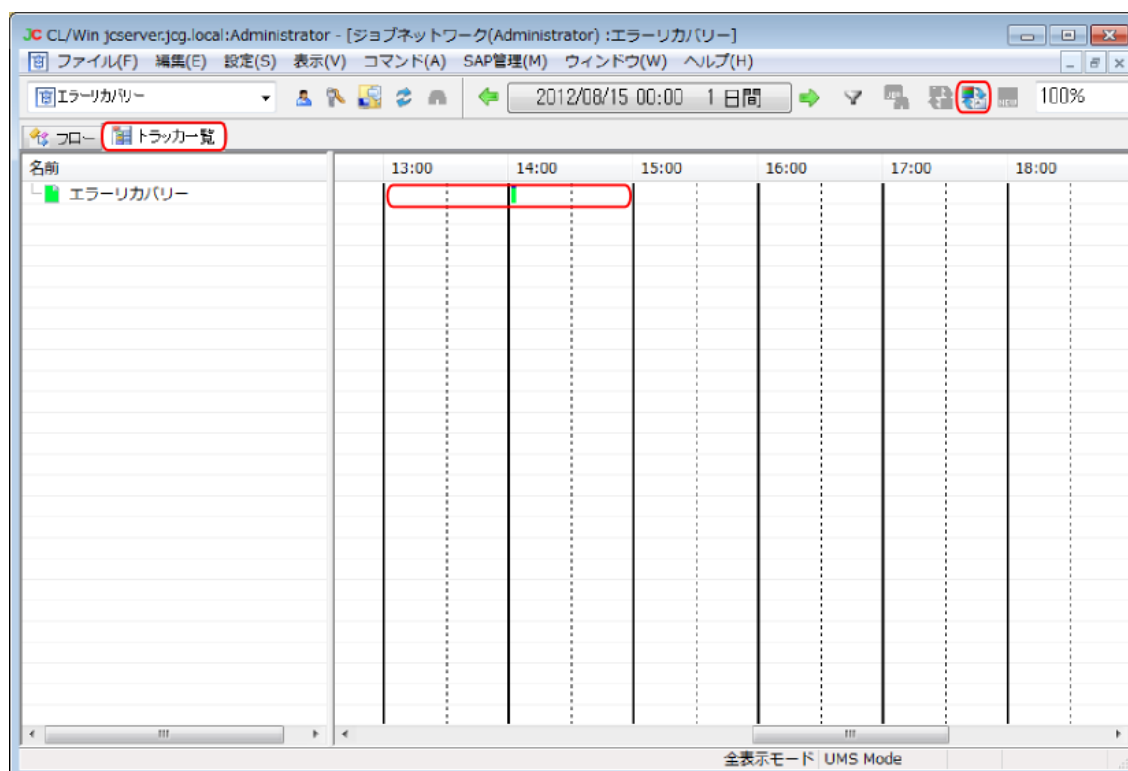 JC CL/Win jcserver.jcg.local:Administrator - [ジョブネットワーク(Administrator) :エラーリカバリー]
ファイル(F) 編集(E) 設定(S) 表示(V) コマンド(A) SAP管理(M) ウィンドウ(W) ヘルプ(H)
エラーリカバリー 2012/08/15 00:00 1 日間 100%
フロー トラッカ一覧
名前 13:00 14:00 15:00 16:00 17:00 18:00
エラーリカバリー
全表示モード UMS Mode